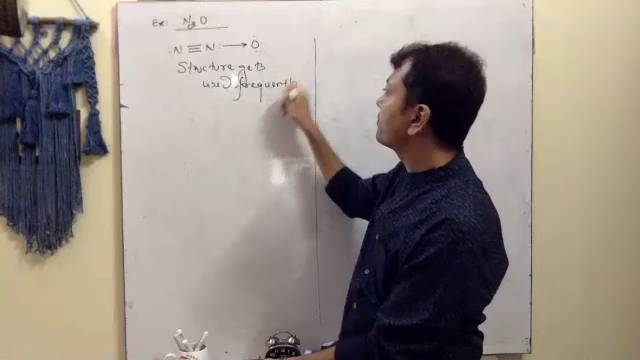 Ex: N2O
:N≡N:→O:
Structure gets
used frequently